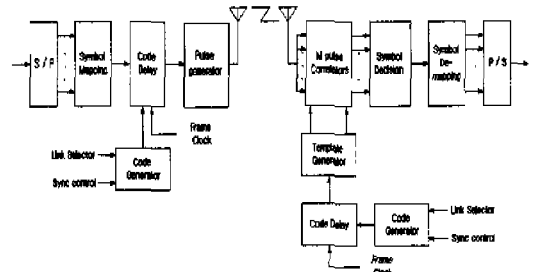 S / P
Symbol
Mapping
Code
Delay
Pulse
generator
M pulse
Correlators
Symbol
Decision
Symbol
De-
mapping
P / S
Frame
Clock
Link Selector
Sync control
Code
Generator
Template
Generator
Code Delay
Code
Generator
Link Selector
Sync control
Frame
Clock